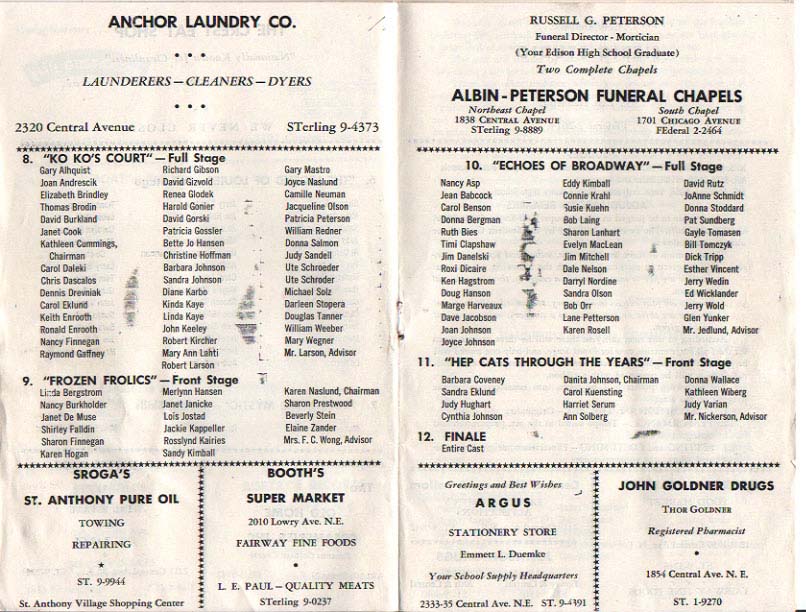 ANCHOR LAUNDRY CO.
LAUNDERERS — CLEANERS — DYERS
2320 Central Avenue STerling 9-4373
8. "KO KO'S COURT" — Full Stage
Gary Alhquist
Joan Andrescik
Elizabeth Brindley
Thomas Brodin
David Burkland
Janet Cook
Kathleen Cummings,
Chairman
Carol Daleki
Chris Dascalos
Dennis Drevniak
Carol Eklund
Keith Enrooth
Ronald Enrooth
Nancy Finnegan
Raymond Gaffney
Richard Gibson
David Gizvold
Renea Glodek
Harold Gonier
David Gorski
Patricia Gossler
Bette Jo Hansen
Christine Hoffman
Barbara Johnson
Sandra Johnson
Diane Karbo
Kinda Kaye
Linda Kaye
John Keeley
Robert Kircher
Mary Ann Lahti
Robert Larson
Gary Mastro
Joyce Naslund
Camille Neuman
Jacqueline Olson
Patricia Peterson
William Redner
Donna Salmon
Judy Sandell
Ute Schroeder
Ute Schroder
Michael Solz
Darleen Stopera
Douglas Tanner
William Weeber
Mary Wegner
Mr. Larson, Advisor
9. "FROZEN FROLICS" — Front Stage
Linda Bergstrom
Nancy Burkholder
Janet De Muse
Shirley Falldin
Sharon Finnegan
Karen Hogan
Merlynn Hansen
Janet Janicke
Lois Jostad
Jackie Kappeller
Rosslynd Kairies
Sandy Kimball
Karen Naslund, Chairman
Sharon Prestwood
Beverly Stein
Elaine Zander
Mrs. F. C. Wong, Advisor
SROGA'S
ST. ANTHONY PURE OIL
TOWING
REPAIRING
ST. 9-9944
St. Anthony Village Shopping Center
BOOTH'S
SUPER MARKET
2010 Lowry Ave. N.E.
FAIRWAY FINE FOODS
L. E. PAUL — QUALITY MEATS
STerling 9-0237
RUSSELL G. PETERSON
Funeral Director - Mortician
(Your Edison High School Graduate)
Two Complete Chapels
ALBIN-PETERSON FUNERAL CHAPELS
Northeast Chapel
1838 CENTRAL AVENUE
STerling 9-8889
South Chapel
1701 CHICAGO AVENUE
FEderal 2-2464
10. "ECHOES OF BROADWAY" — Full Stage
Nancy Asp
Jean Babcock
Carol Benson
Donna Bergman
Ruth Bies
Timi Clapshaw
Jim Danelski
Roxi Dicaire
Ken Hagstrom
Doug Hanson
Marge Harveaux
Dave Jacobson
Joan Johnson
Joyce Johnson
Eddy Kimball
Connie Krahl
Susie Kuehn
Bob Laing
Sharon Lanhart
Evelyn MacLean
Jim Mitchell
Dale Nelson
Darryl Nordine
Sandra Olson
Bob Orr
Lane Petterson
Karen Rosell
David Rutz
JoAnne Schmidt
Donna Stoddard
Pat Sundberg
Gayle Tomasen
Bill Tomczyk
Dick Tripp
Esther Vincent
Jerry Wedin
Ed Wicklander
Jerry Wold
Glen Yunker
Mr. Jedlund, Advisor
11. "HEP CATS THROUGH THE YEARS" — Front Stage
Barbara Coveney
Sandra Eklund
Judy Hughart
Cynthia Johnson
Danita Johnson, Chairman
Carol Kuensting
Harriet Serum
Ann Solberg
Donna Wallace
Kathleen Wiberg
Judy Varian
Mr. Nickerson, Advisor
12. FINALE
Entire Cast
Greetings and Best Wishes
ARGUS
STATIONERY STORE
Emmett L. Duemke
Your School Supply Headquarters
2333-35 Central Ave. N.E. ST. 9-4391
JOHN GOLDNER DRUGS
THOR GOLDNER
Registered Pharmacist
1854 Central Ave. N. E.
ST. 1-9270